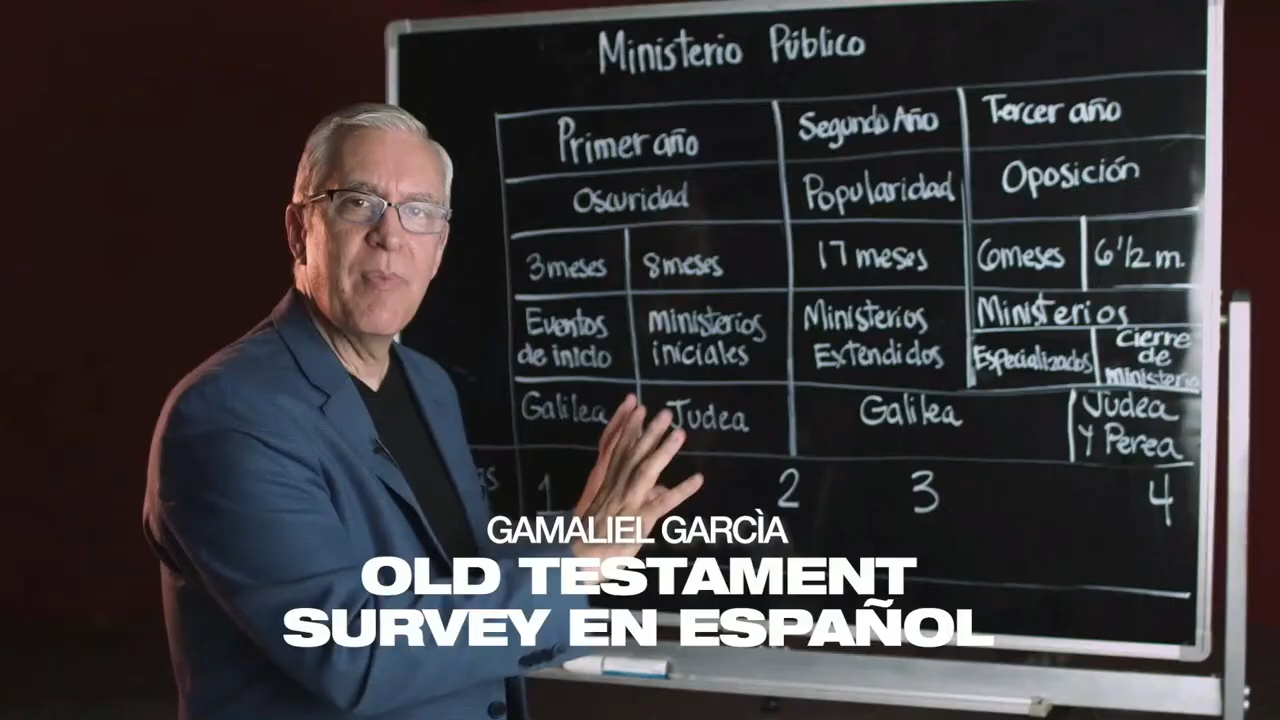 Ministerio Público
Primer año
Segundo Año
Tercer año
Oscuridad
Popularidad
Oposición
3 meses
8 meses
17 meses
6 meses
6 1/2 m.
Eventos
de inicio
Ministerios
iniciales
Ministerios
Extendidos
Ministerios
Especializados
Cierre
de
ministerio
Galilea
Judea
Galilea
Judea
Y Perea
1
2
3
4
GAMALIEL GARCÌA
OLD TESTAMENT
SURVEY EN ESPAÑOL